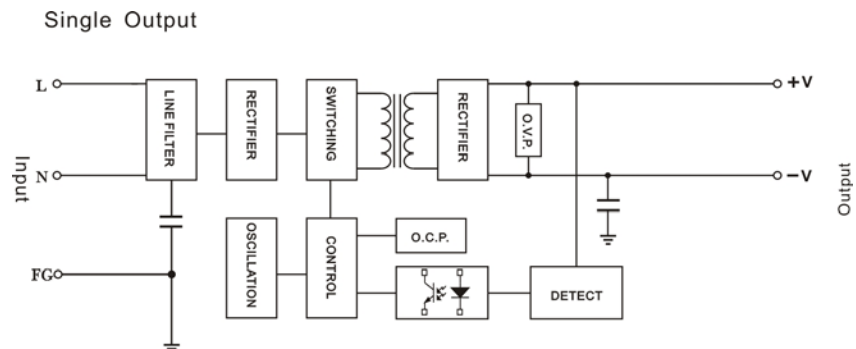 Single Output
L
N
FG
Input
LINE FILTER
RECTIFIER
SWITCHING
RECTIFIER
O.V.P.
+V
−V
Output
OSCILLATION
CONTROL
O.C.P.
DETECT